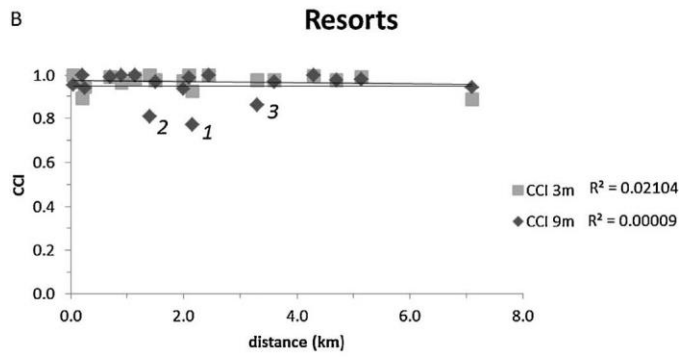 B
Resorts
1.0
0.8
0.6
0.4
0.2
0.0
CCI
2
1
3
CCI 3m R² = 0.02104
CCI 9m R² = 0.00009
0.0 2.0 4.0 6.0 8.0
distance (km)